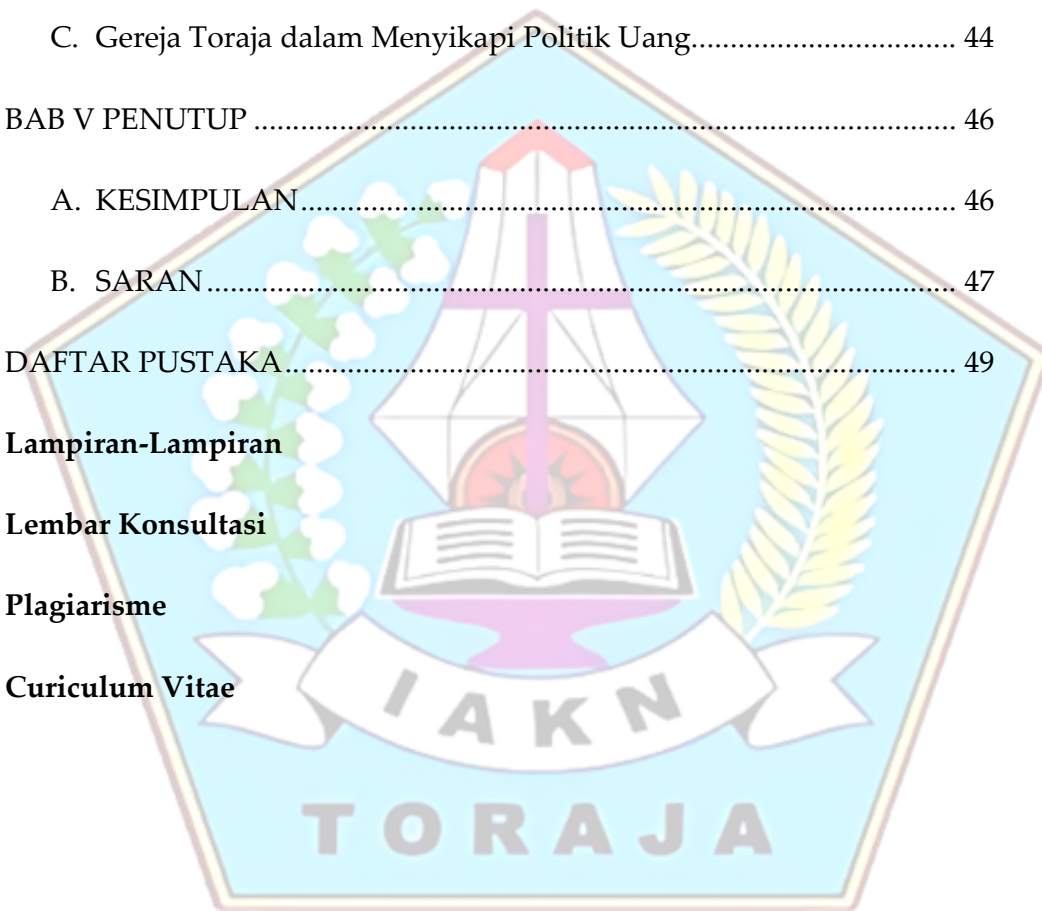 C. Gereja Toraja dalam Menyikapi Politik Uang.................................. 44
BAB V PENUTUP .......................................................................................... 46
A. KESIMPULAN.................................................................................... 46
B. SARAN................................................................................................ 47
DAFTAR PUSTAKA...................................................................................... 49
Lampiran-Lampiran
Lembar Konsultasi
Plagiarisme
Curiculum Vitae
IAKN
TORAJA